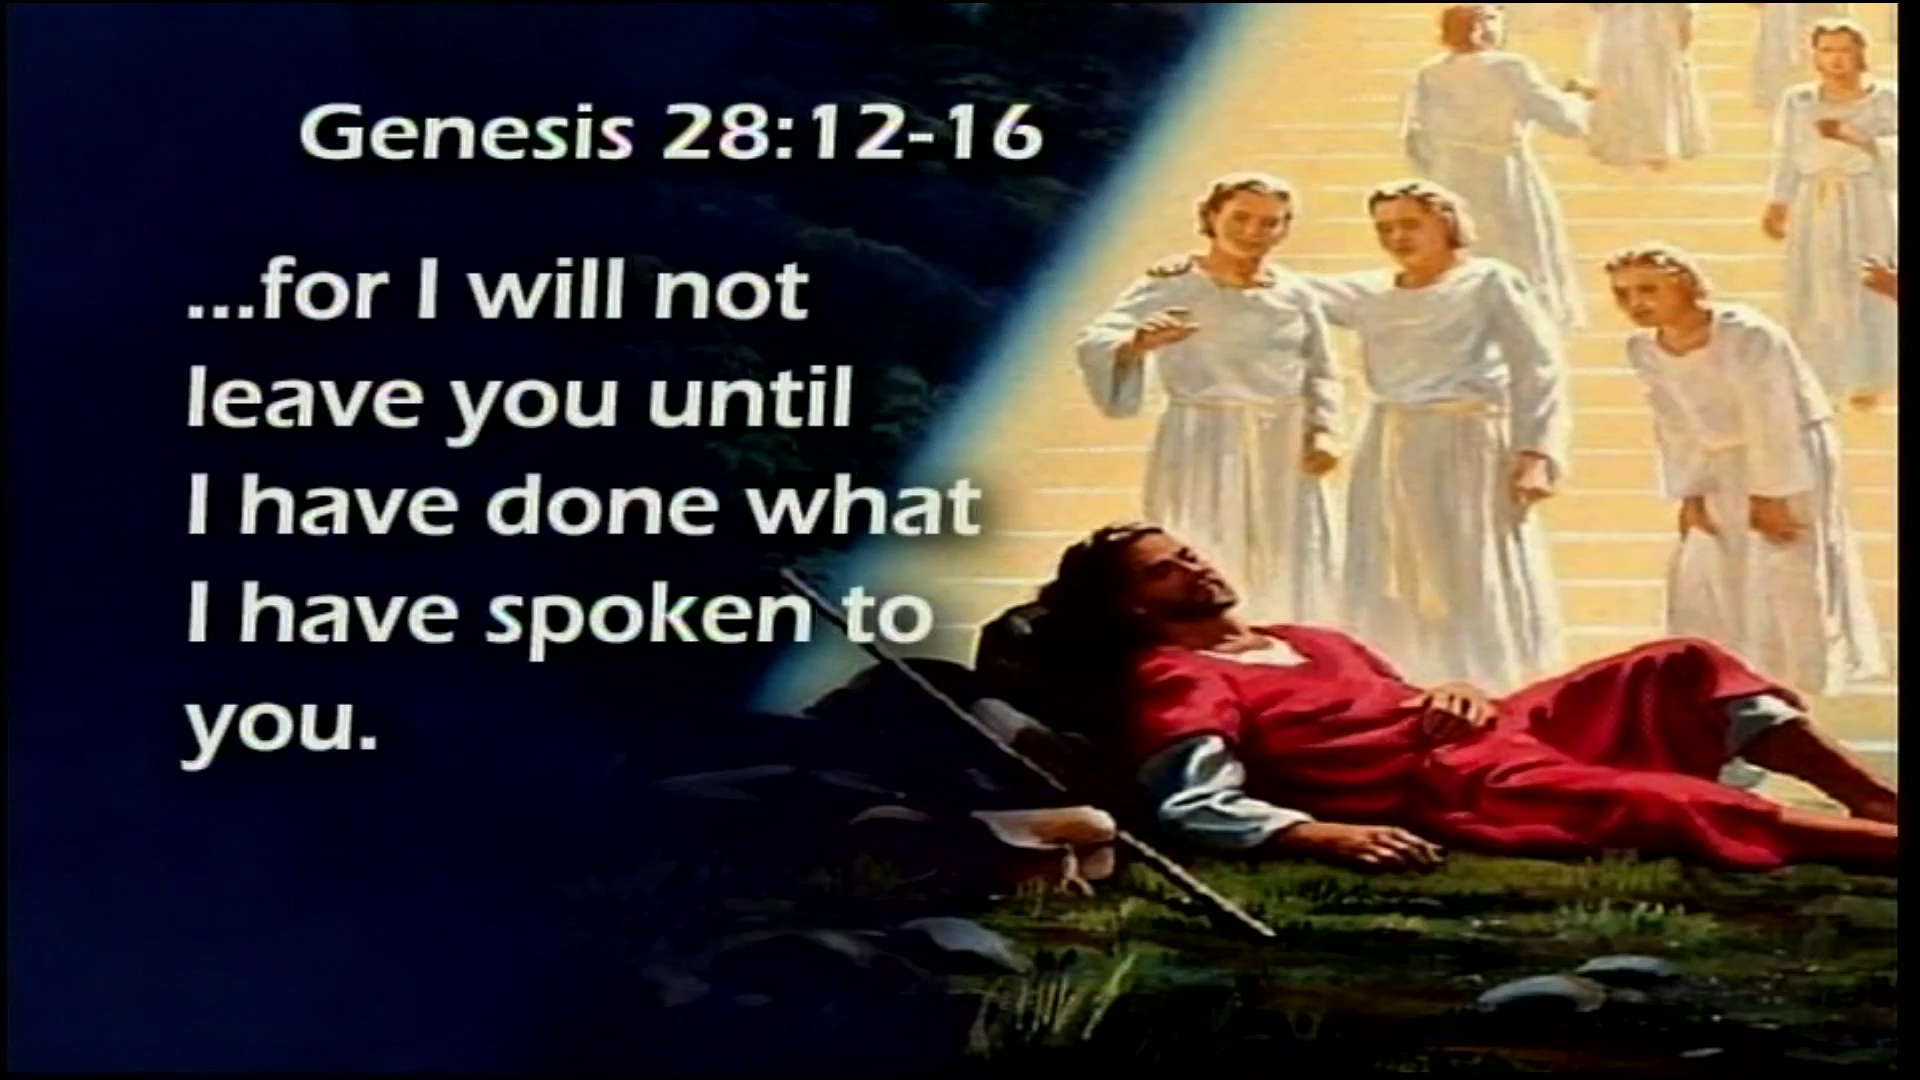 Genesis 28:12-16
...for I will not
leave you until
I have done what
I have spoken to
you.